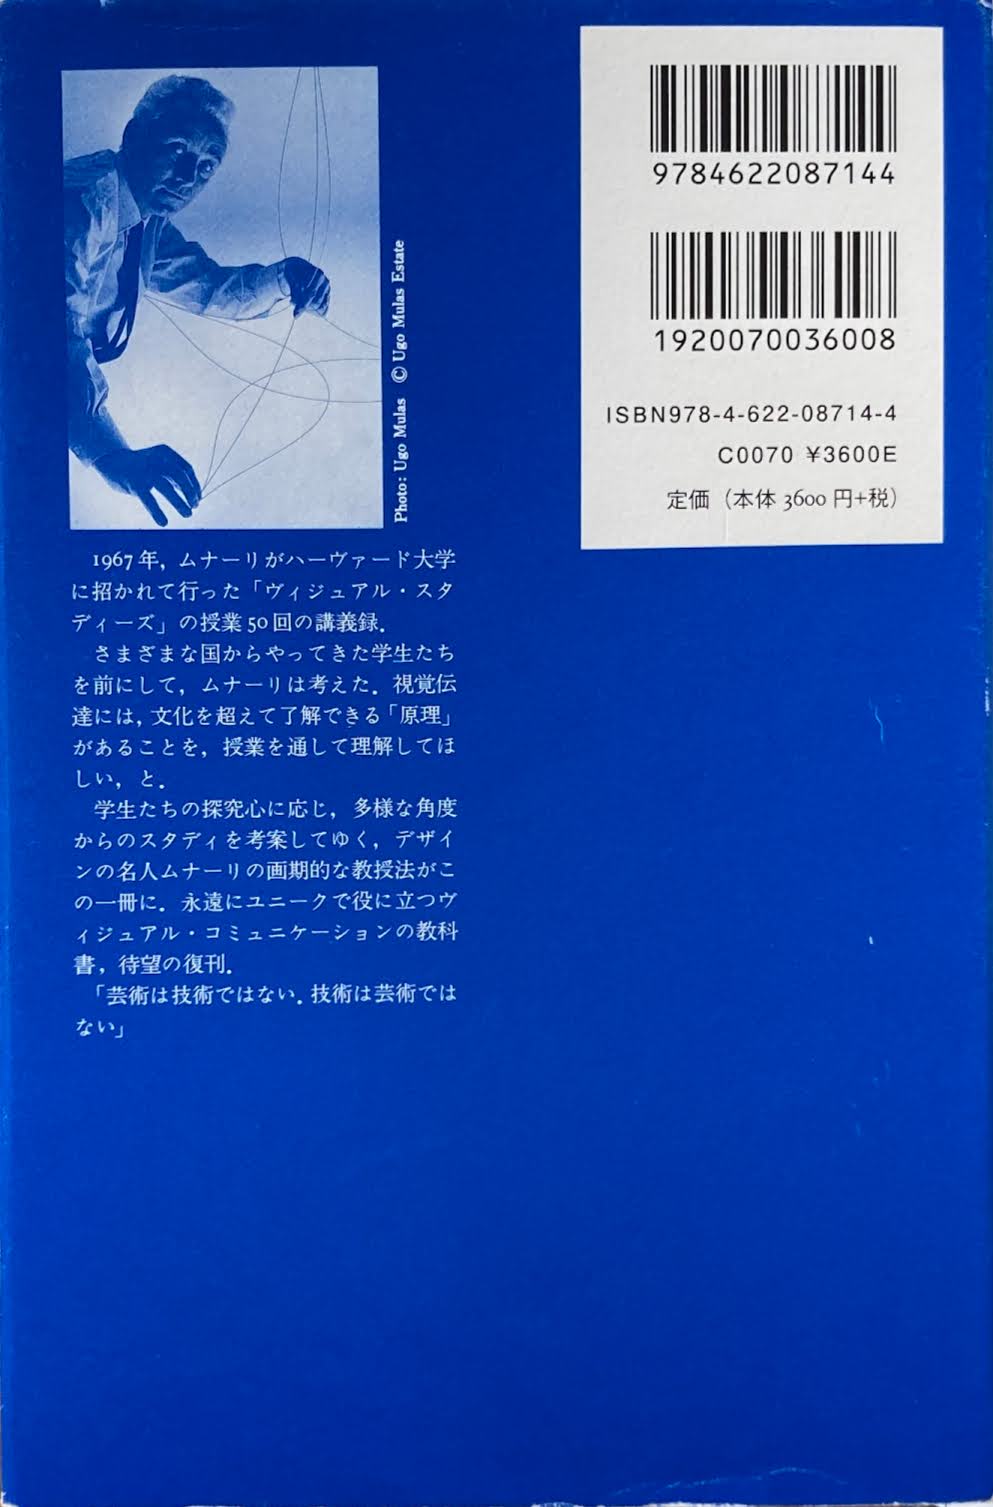 9784622087144
1920070036008
ISBN978-4-622-08714-4
C0070 ¥3600E
定価（本体 3600 円+税）
Photo: Ugo Mulas © Ugo Mulas Estate
1967年，ムナーリがハーヴァード大学
に招かれて行った「ヴィジュアル・スタ
ディーズ」の授業50回の講義録．
さまざまな国からやってきた学生たち
を前にして，ムナーリは考えた．視覚伝
達には，文化を超えて了解できる「原理」
があることを，授業を通して理解してほ
しい，と．
学生たちの探究心に応じ，多様な角度
からのスタディを考案してゆく，デザイ
ンの名人ムナーリの画期的な教授法がこ
の一冊に．永遠にユニークで役に立つヴ
ィジュアル・コミュニケーションの教科
書，待望の復刊．
「芸術は技術ではない．技術は芸術では
ない」